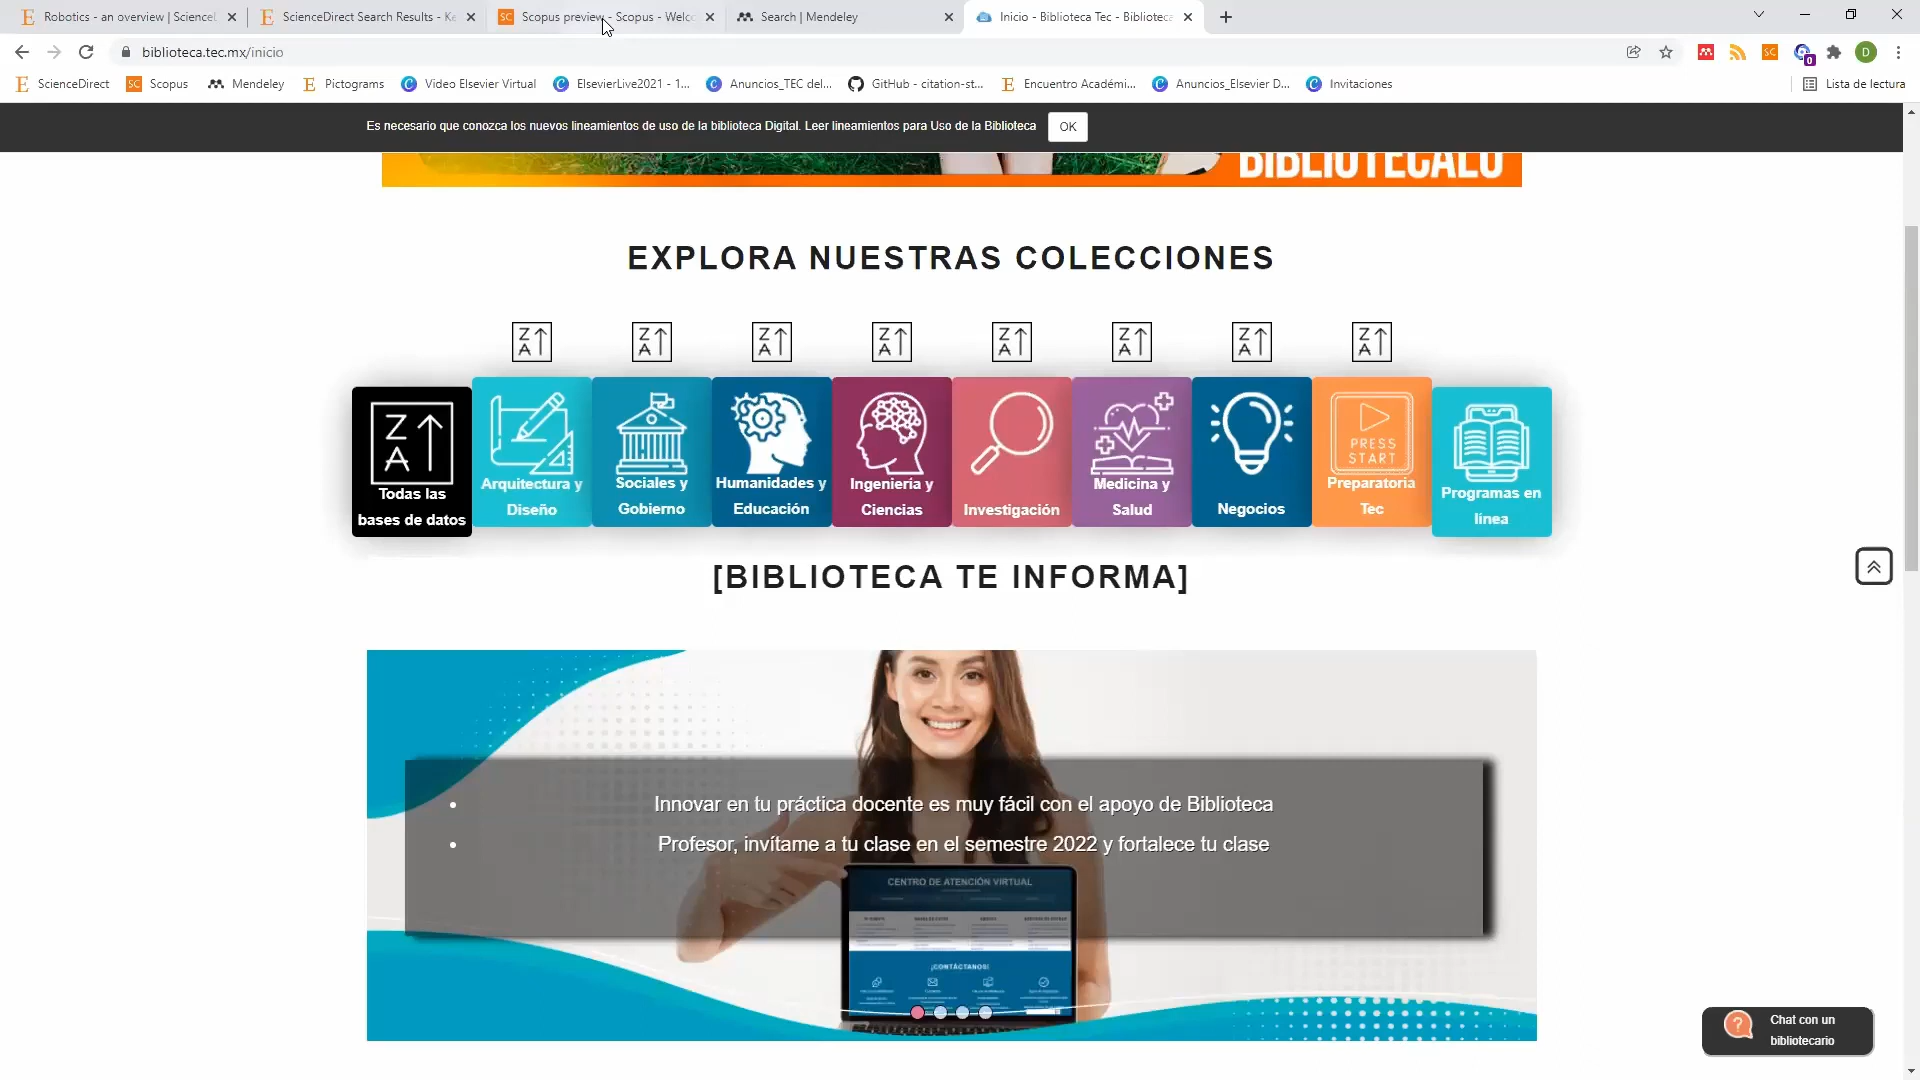 Robotics - an overview | Science
ScienceDirect Search Results - Ke
Scopus preview - Scopus - Welc
Search | Mendeley
Inicio - Biblioteca Tec - Biblioteca
biblioteca.tec.mx/inicio
ScienceDirect
Scopus
Mendeley
Pictograms
Video Elsevier Virtual
ElsevierLive2021 - 1...
Anuncios_TEC del...
GitHub - citation-st...
Encuentro Académi...
Anuncios_Elsevier D...
Invitaciones
Lista de lectura
Es necesario que conozca los nuevos lineamientos de uso de la biblioteca Digital. Leer lineamientos para Uso de la Biblioteca
OK
BIBLIOTECALO
EXPLORA NUESTRAS COLECCIONES
Todas las
bases de datos
Arquitectura y
Diseño
Sociales y
Gobierno
Humanidades y
Educación
Ingeniería y
Ciencias
Investigación
Medicina y
Salud
Negocios
PRESS
START
Preparatoria
Tec
Programas en
línea
[BIBLIOTECA TE INFORMA]
Innovar en tu práctica docente es muy fácil con el apoyo de Biblioteca
Profesor, invítame a tu clase en el semestre 2022 y fortalece tu clase
CENTRO DE ATENCIÓN VIRTUAL
¡CONTÁCTANOS!
Chat con un
bibliotecario